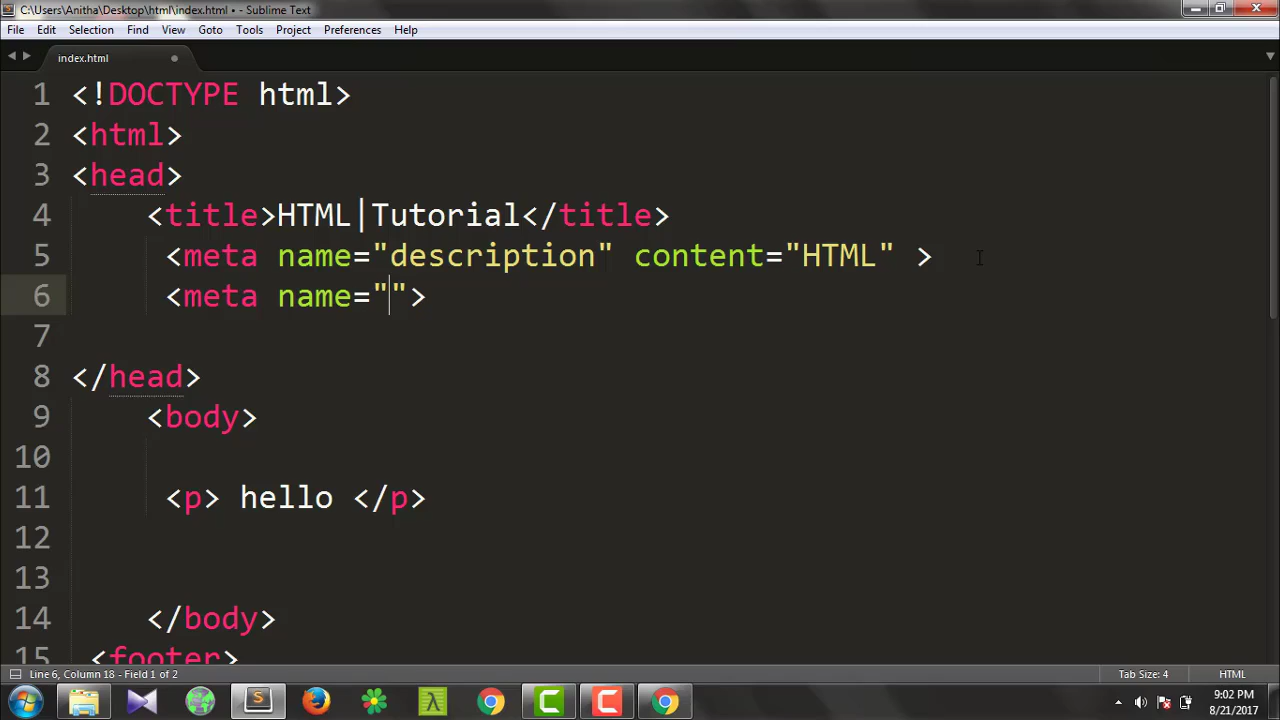 C:\Users\Anitha\Desktop\html\index.html • - Sublime Text
File Edit Selection Find View Goto Tools Project Preferences Help
index.html
1 <!DOCTYPE html>
2 <html>
3 <head>
4 <title>HTML|Tutorial</title>
5 <meta name="description" content="HTML" >
6 <meta name="">
7
8 </head>
9 <body>
10
11 <p> hello </p>
12
13
14 </body>
15 <footer>
Line 6, Column 18 - Field 1 of 2 Tab Size: 4 HTML
9:02 PM
8/21/2017